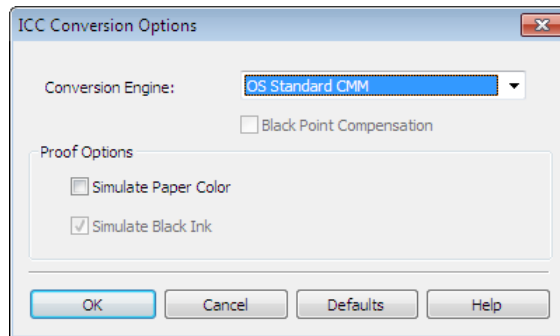 ICC Conversion Options
Conversion Engine: OS Standard CMM
Black Point Compensation
Proof Options
Simulate Paper Color
Simulate Black Ink
OK Cancel Defaults Help